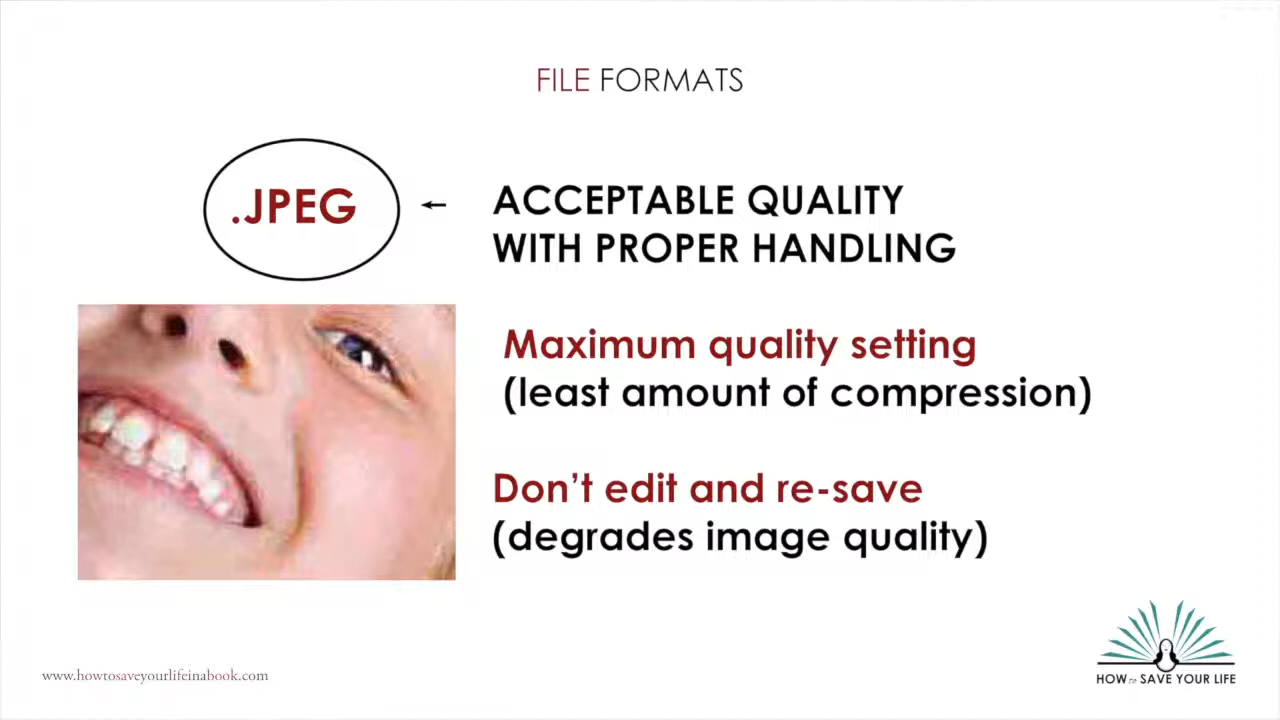 FILE FORMATS
.JPEG
ACCEPTABLE QUALITY
WITH PROPER HANDLING
Maximum quality setting
(least amount of compression)
Don't edit and re-save
(degrades image quality)
www.howtosaveyourlifeinabook.com
HOW to SAVE YOUR LIFE